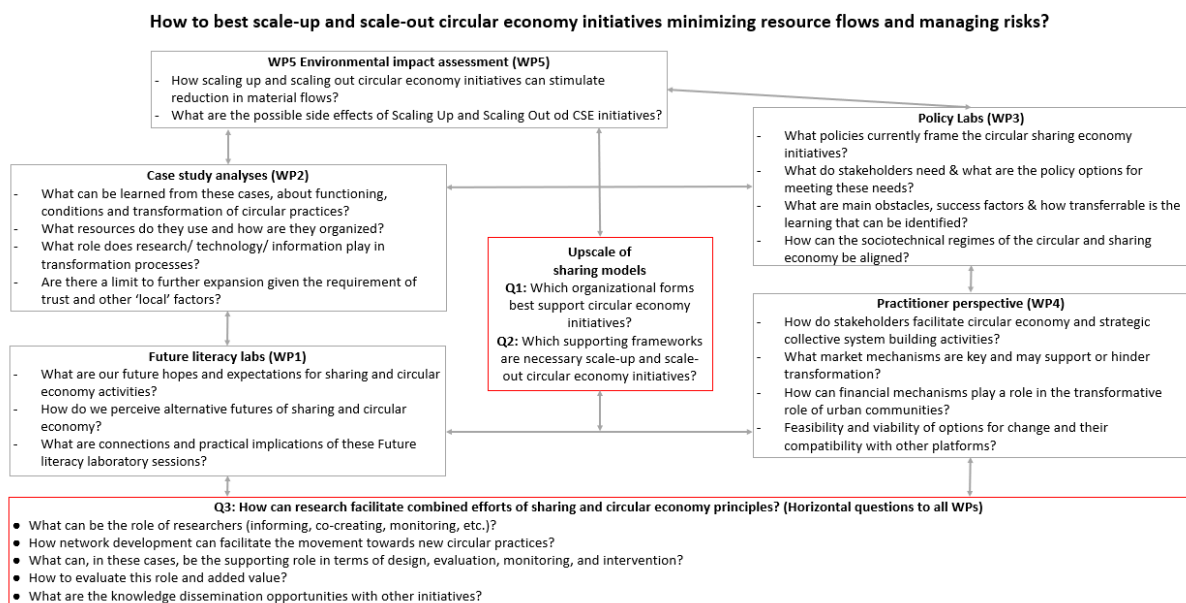 How to best scale-up and scale-out circular economy initiatives minimizing resource flows and managing risks?
WP5 Environmental impact assessment (WP5)
- How scaling up and scaling out circular economy initiatives can stimulate
reduction in material flows?
- What are the possible side effects of Scaling Up and Scaling Out od CSE initiatives?
Policy Labs (WP3)
- What policies currently frame the circular sharing economy
initiatives?
- What do stakeholders need & what are the policy options for
meeting these needs?
- What are main obstacles, success factors & how transferrable is the
learning that can be identified?
- How can the sociotechnical regimes of the circular and sharing
economy be aligned?
Case study analyses (WP2)
- What can be learned from these cases, about functioning,
conditions and transformation of circular practices?
- What resources do they use and how are they organized?
- What role does research/ technology/ information play in
transformation processes?
- Are there a limit to further expansion given the requirement of
trust and other ‘local’ factors?
Upscale of
sharing models
Q1: Which organizational forms
best support circular economy
initiatives?
Q2: Which supporting frameworks
are necessary scale-up and scale-
out circular economy initiatives?
Practitioner perspective (WP4)
- How do stakeholders facilitate circular economy and strategic
collective system building activities?
- What market mechanisms are key and may support or hinder
transformation?
- How can financial mechanisms play a role in the transformative
role of urban communities?
- Feasibility and viability of options for change and their
compatibility with other platforms?
Future literacy labs (WP1)
- What are our future hopes and expectations for sharing and circular
economy activities?
- How do we perceive alternative futures of sharing and circular
economy?
- What are connections and practical implications of these Future
literacy laboratory sessions?
Q3: How can research facilitate combined efforts of sharing and circular economy principles? (Horizontal questions to all WPs)
● What can be the role of researchers (informing, co-creating, monitoring, etc.)?
● How network development can facilitate the movement towards new circular practices?
● What can, in these cases, be the supporting role in terms of design, evaluation, monitoring, and intervention?
● How to evaluate this role and added value?
● What are the knowledge dissemination opportunities with other initiatives?